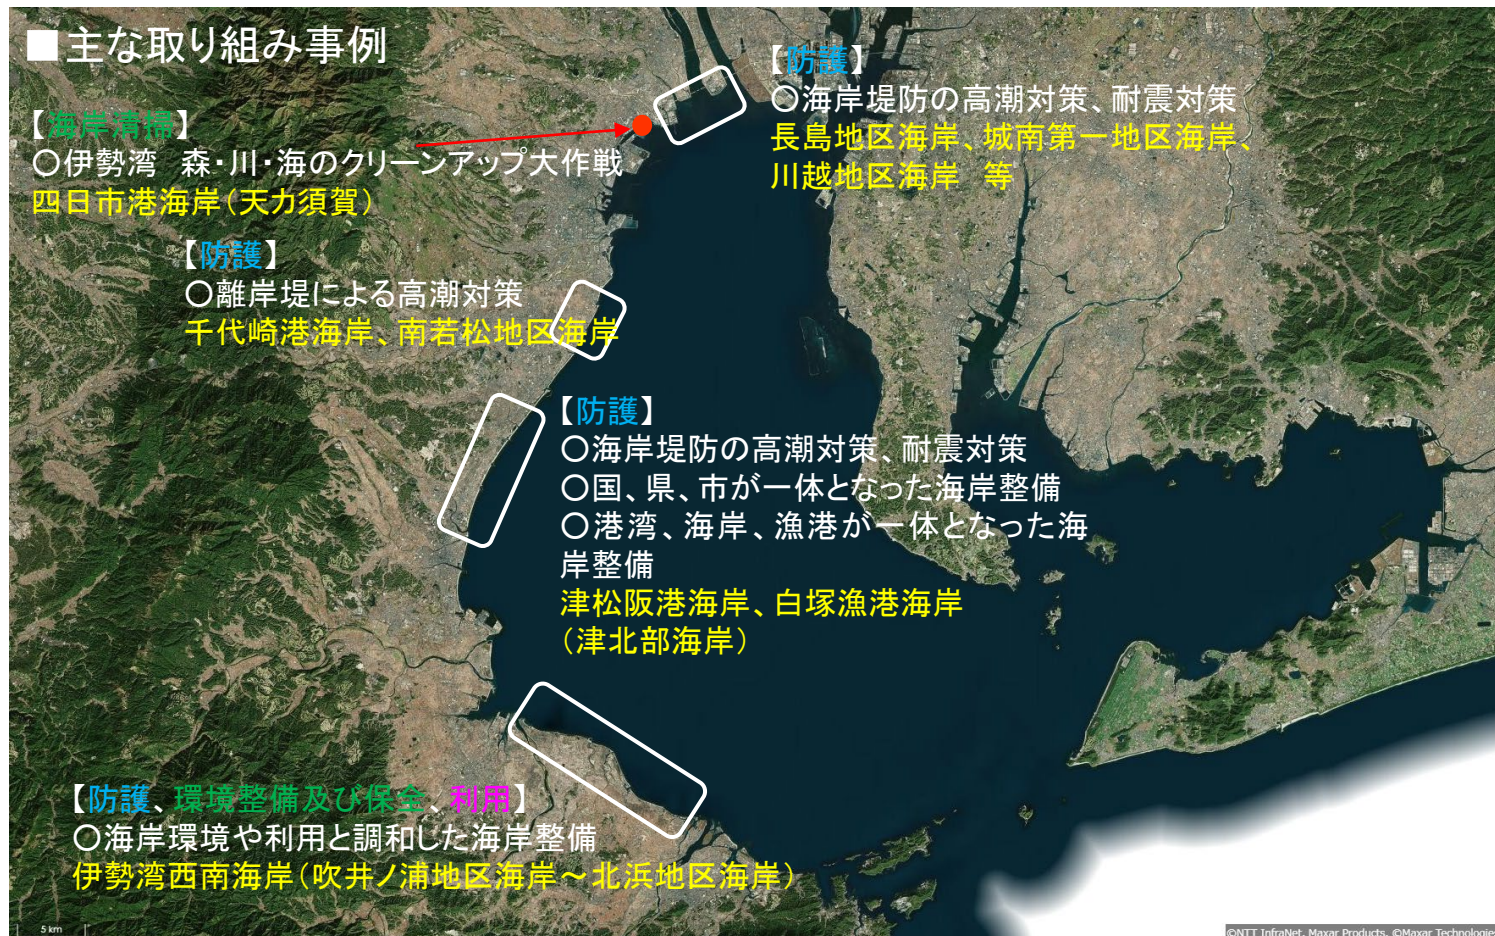 ■主な取り組み事例
【海岸清掃】
○伊勢湾　森・川・海のクリーンアップ大作戦
四日市港海岸（天力須賀）
【防護】
○海岸堤防の高潮対策、耐震対策
長島地区海岸、城南第一地区海岸、
川越地区海岸　等
【防護】
○離岸堤による高潮対策
千代崎港海岸、南若松地区海岸
【防護】
○海岸堤防の高潮対策、耐震対策
○国、県、市が一体となった海岸整備
○港湾、海岸、漁港が一体となった海
岸整備
津松阪港海岸、白塚漁港海岸
（津北部海岸）
【防護、環境整備及び保全、利用】
○海岸環境や利用と調和した海岸整備
伊勢湾西南海岸（吹井ノ浦地区海岸～北浜地区海岸）
5 km
©NTT InfraNet, Maxar Products, ©Maxar Technologies